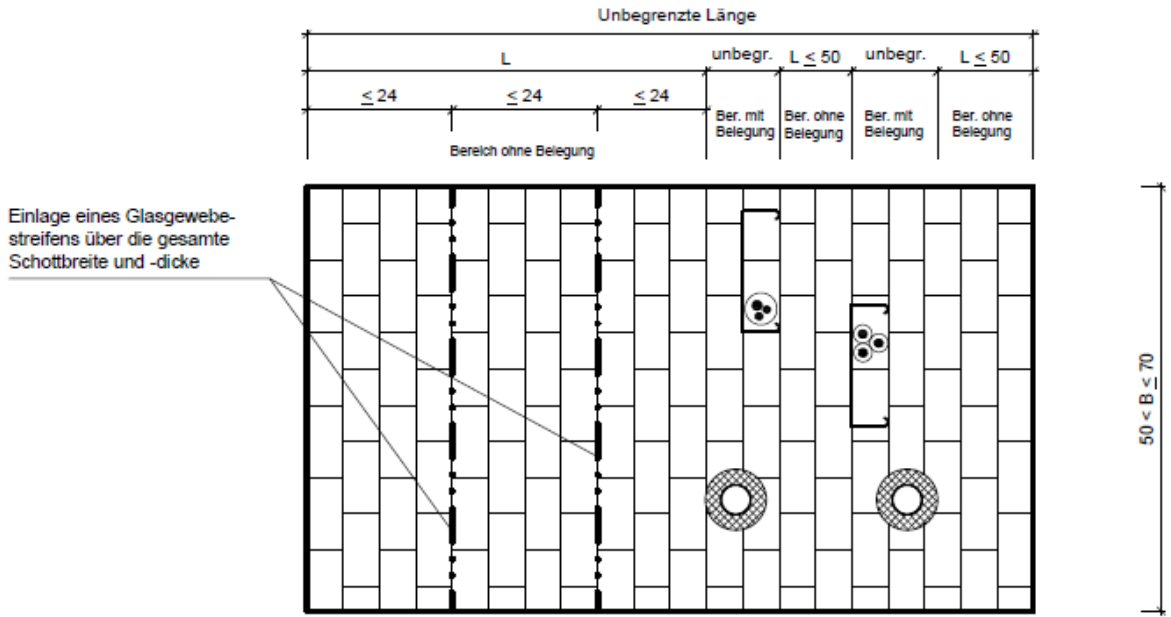 Unbegrenzte Länge
L
unbegr.
L ≤ 50
unbegr.
L ≤ 50
≤ 24
≤ 24
≤ 24
Bereich ohne Belegung
Ber. mit
Belegung
Ber. ohne
Belegung
Ber. mit
Belegung
Ber. ohne
Belegung
Einlage eines Glasgewebe-
streifens über die gesamte
Schottbreite und -dicke
50 < B ≤ 70